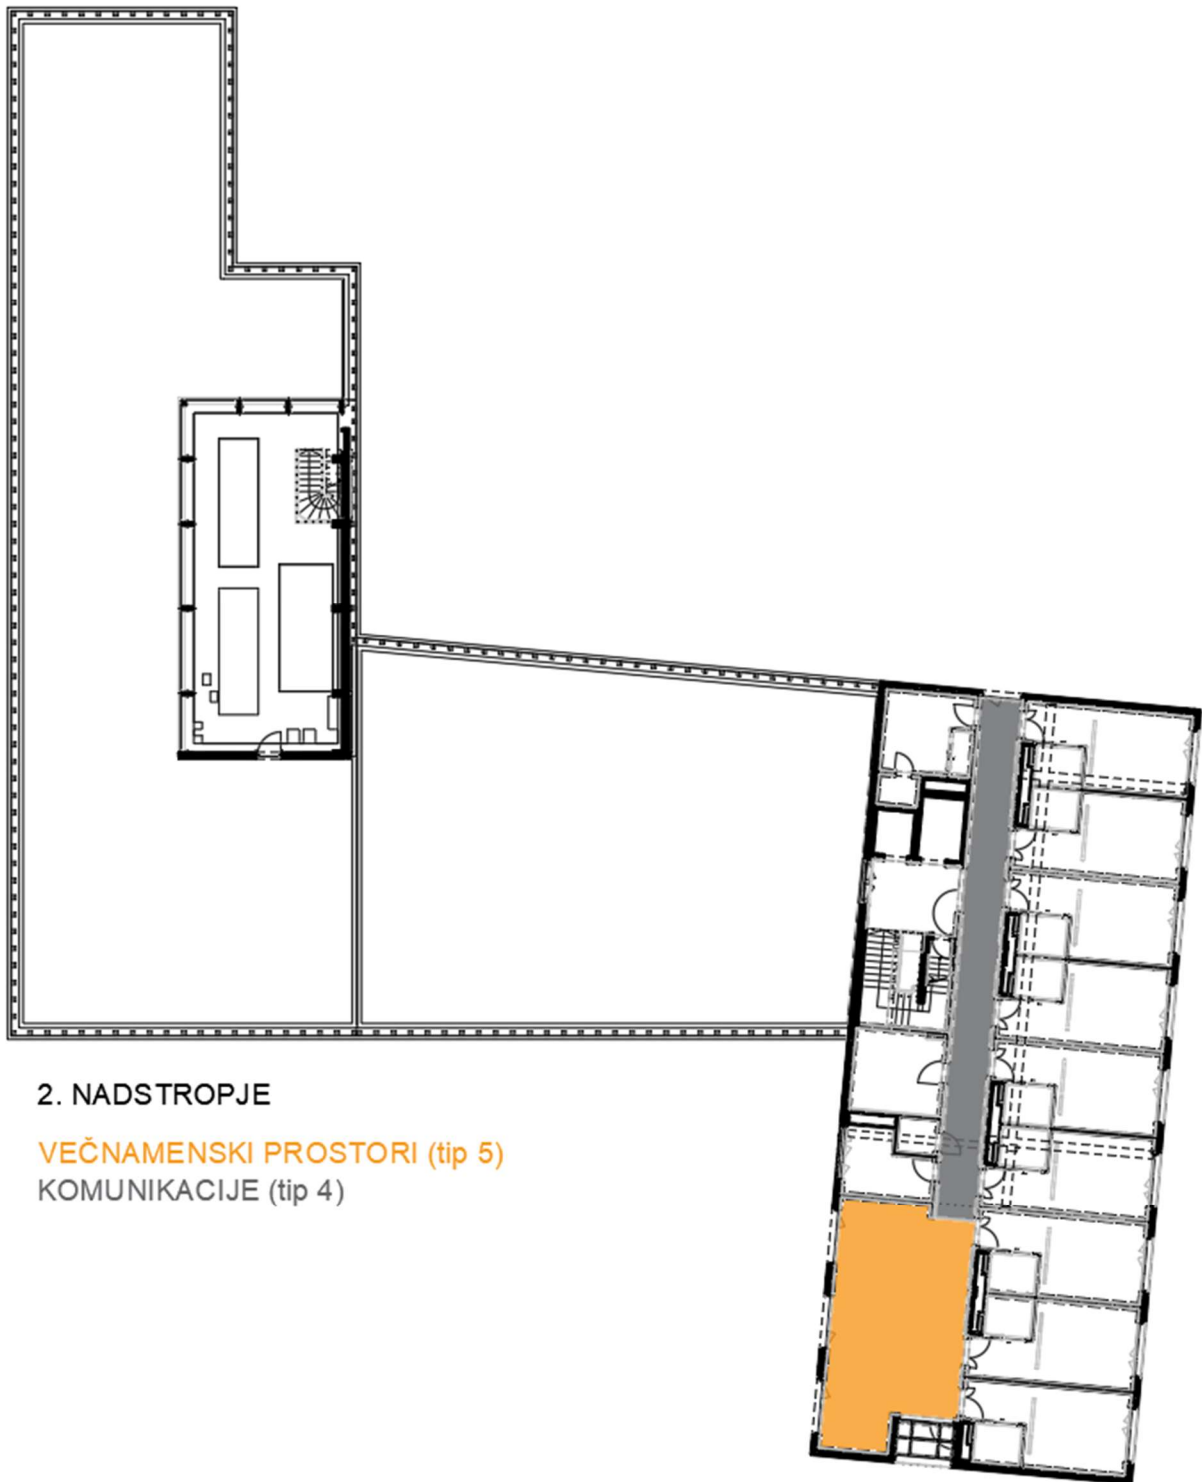 2. NADSTROPJE
VEČNAMENSKI PROSTORI (tip 5)
KOMUNIKACIJE (tip 4)